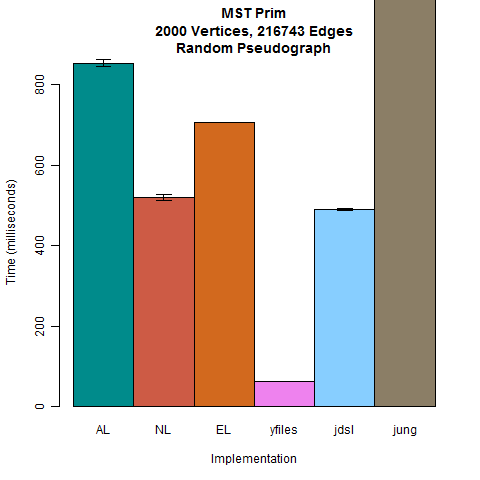 MST Prim
2000 Vertices, 216743 Edges
Random Pseudograph
800
600
400
200
0
Time (milliseconds)
AL NL EL yfiles jdsl jung
Implementation